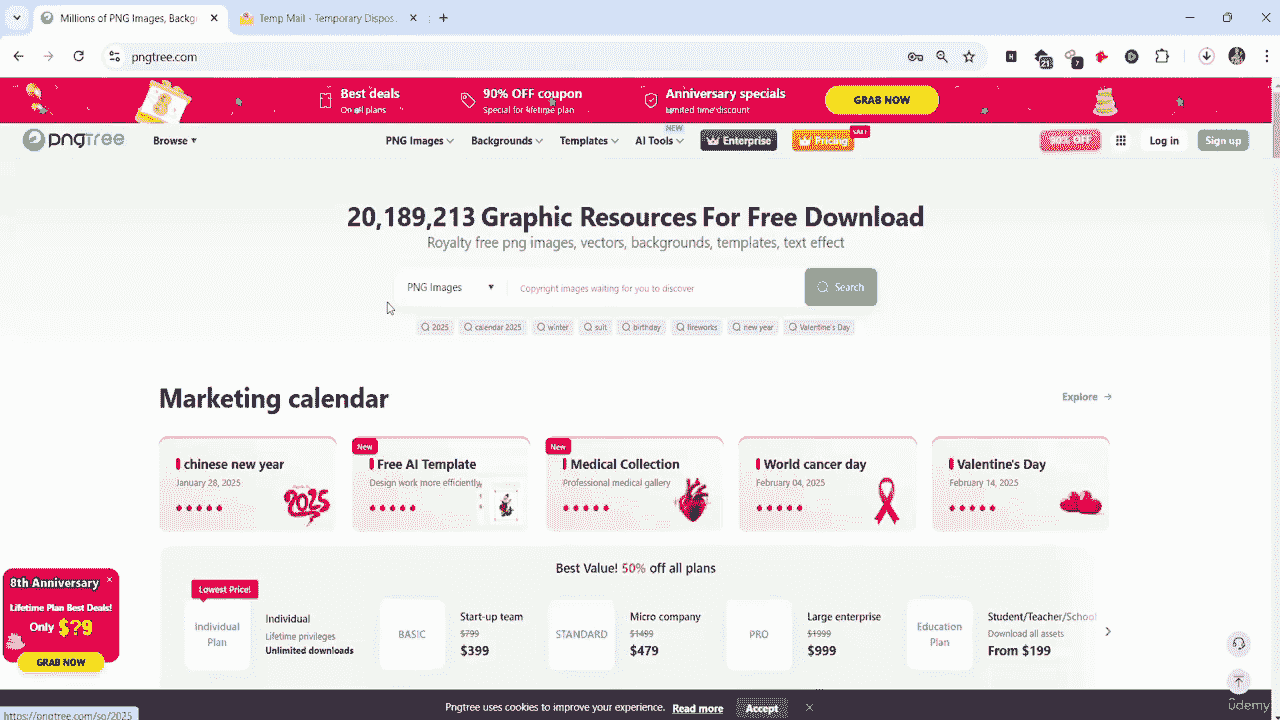 Millions of PNG Images, Backg
Temp Mail - Temporary Dispos
pngtree.com
21
7
Best deals
On all plans
90% OFF coupon
Special for lifetime plan
Anniversary specials
Limited time discount
GRAB NOW
pngtree
Browse
PNG Images
Backgrounds
Templates
AI Tools
NEW
Enterprise
Pricing
Log in
Sign up
20,189,213 Graphic Resources For Free Download
Royalty free png images, vectors, backgrounds, templates, text effect
PNG Images
Copyright images waiting for you to discover
Search
2025
calendar 2025
winter
suit
birthday
fireworks
new year
Valentine's Day
Marketing calendar
Explore →
chinese new year
January 28, 2025
2025
New
Free AI Template
Design work more efficiently
New
Medical Collection
Professional medical gallery
World cancer day
February 04, 2025
Valentine's Day
February 14, 2025
Best Value! 50% off all plans
Lowest Price!
Individual
Plan
Individual
Lifetime privileges
Unlimited downloads
BASIC
Start-up team
$799
$399
STANDARD
Micro company
$1499
$479
PRO
Large enterprise
$1999
$999
Education
Plan
Student/Teacher/School
Download all assets
From $199
8th Anniversary
Lifetime Plan Best Deals!
Only $?9
GRAB NOW
Pngtree uses cookies to improve your experience.
Read more
Accept
https://pngtree.com/so/2025
udemy